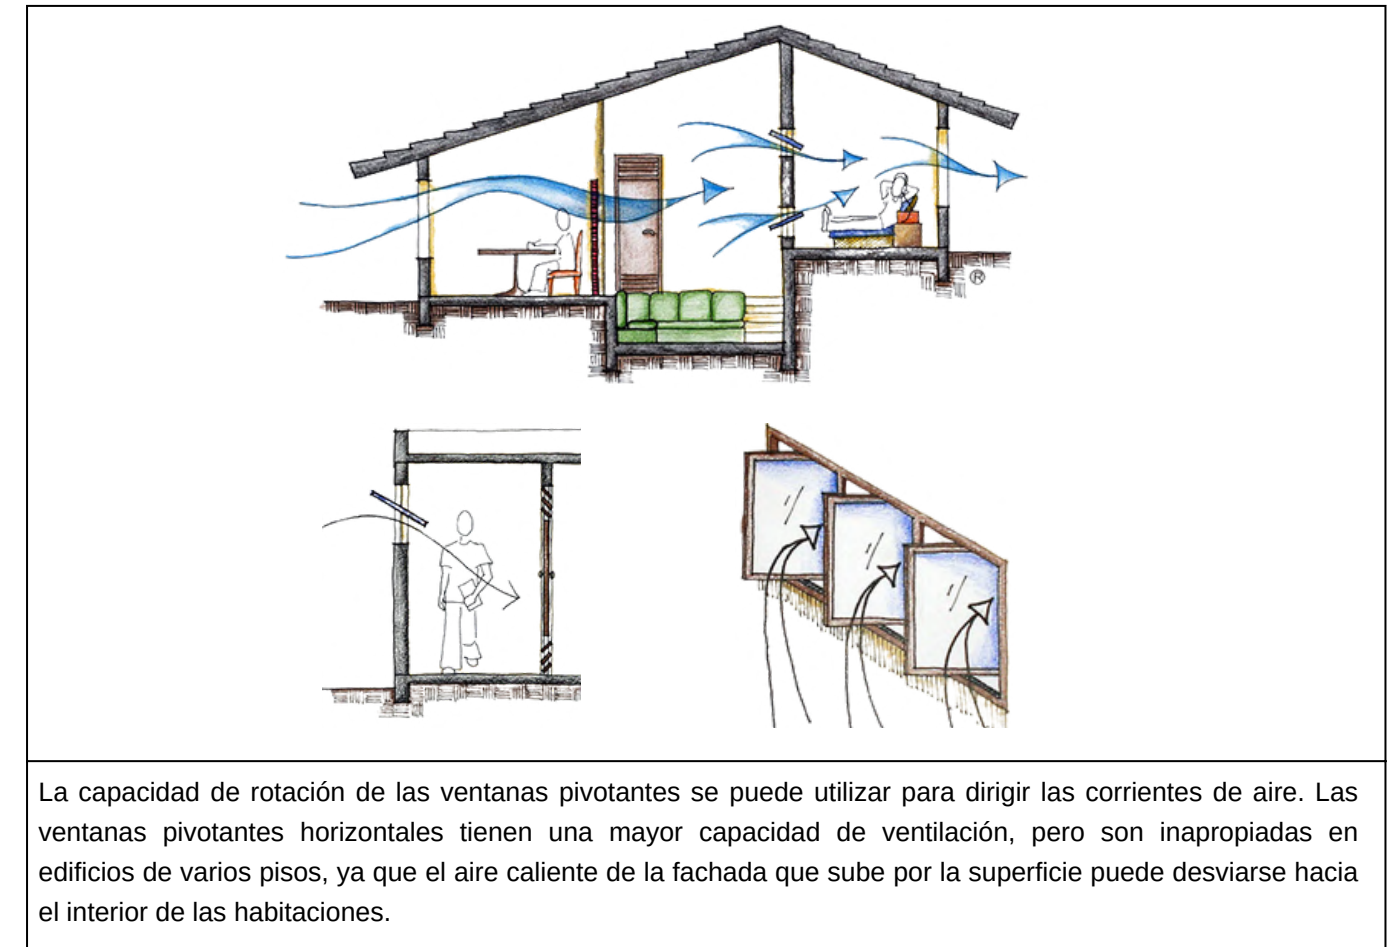 ®
La capacidad de rotación de las ventanas pivotantes se puede utilizar para dirigir las corrientes de aire. Las
ventanas pivotantes horizontales tienen una mayor capacidad de ventilación, pero son inapropiadas en
edificios de varios pisos, ya que el aire caliente de la fachada que sube por la superficie puede desviarse hacia
el interior de las habitaciones.